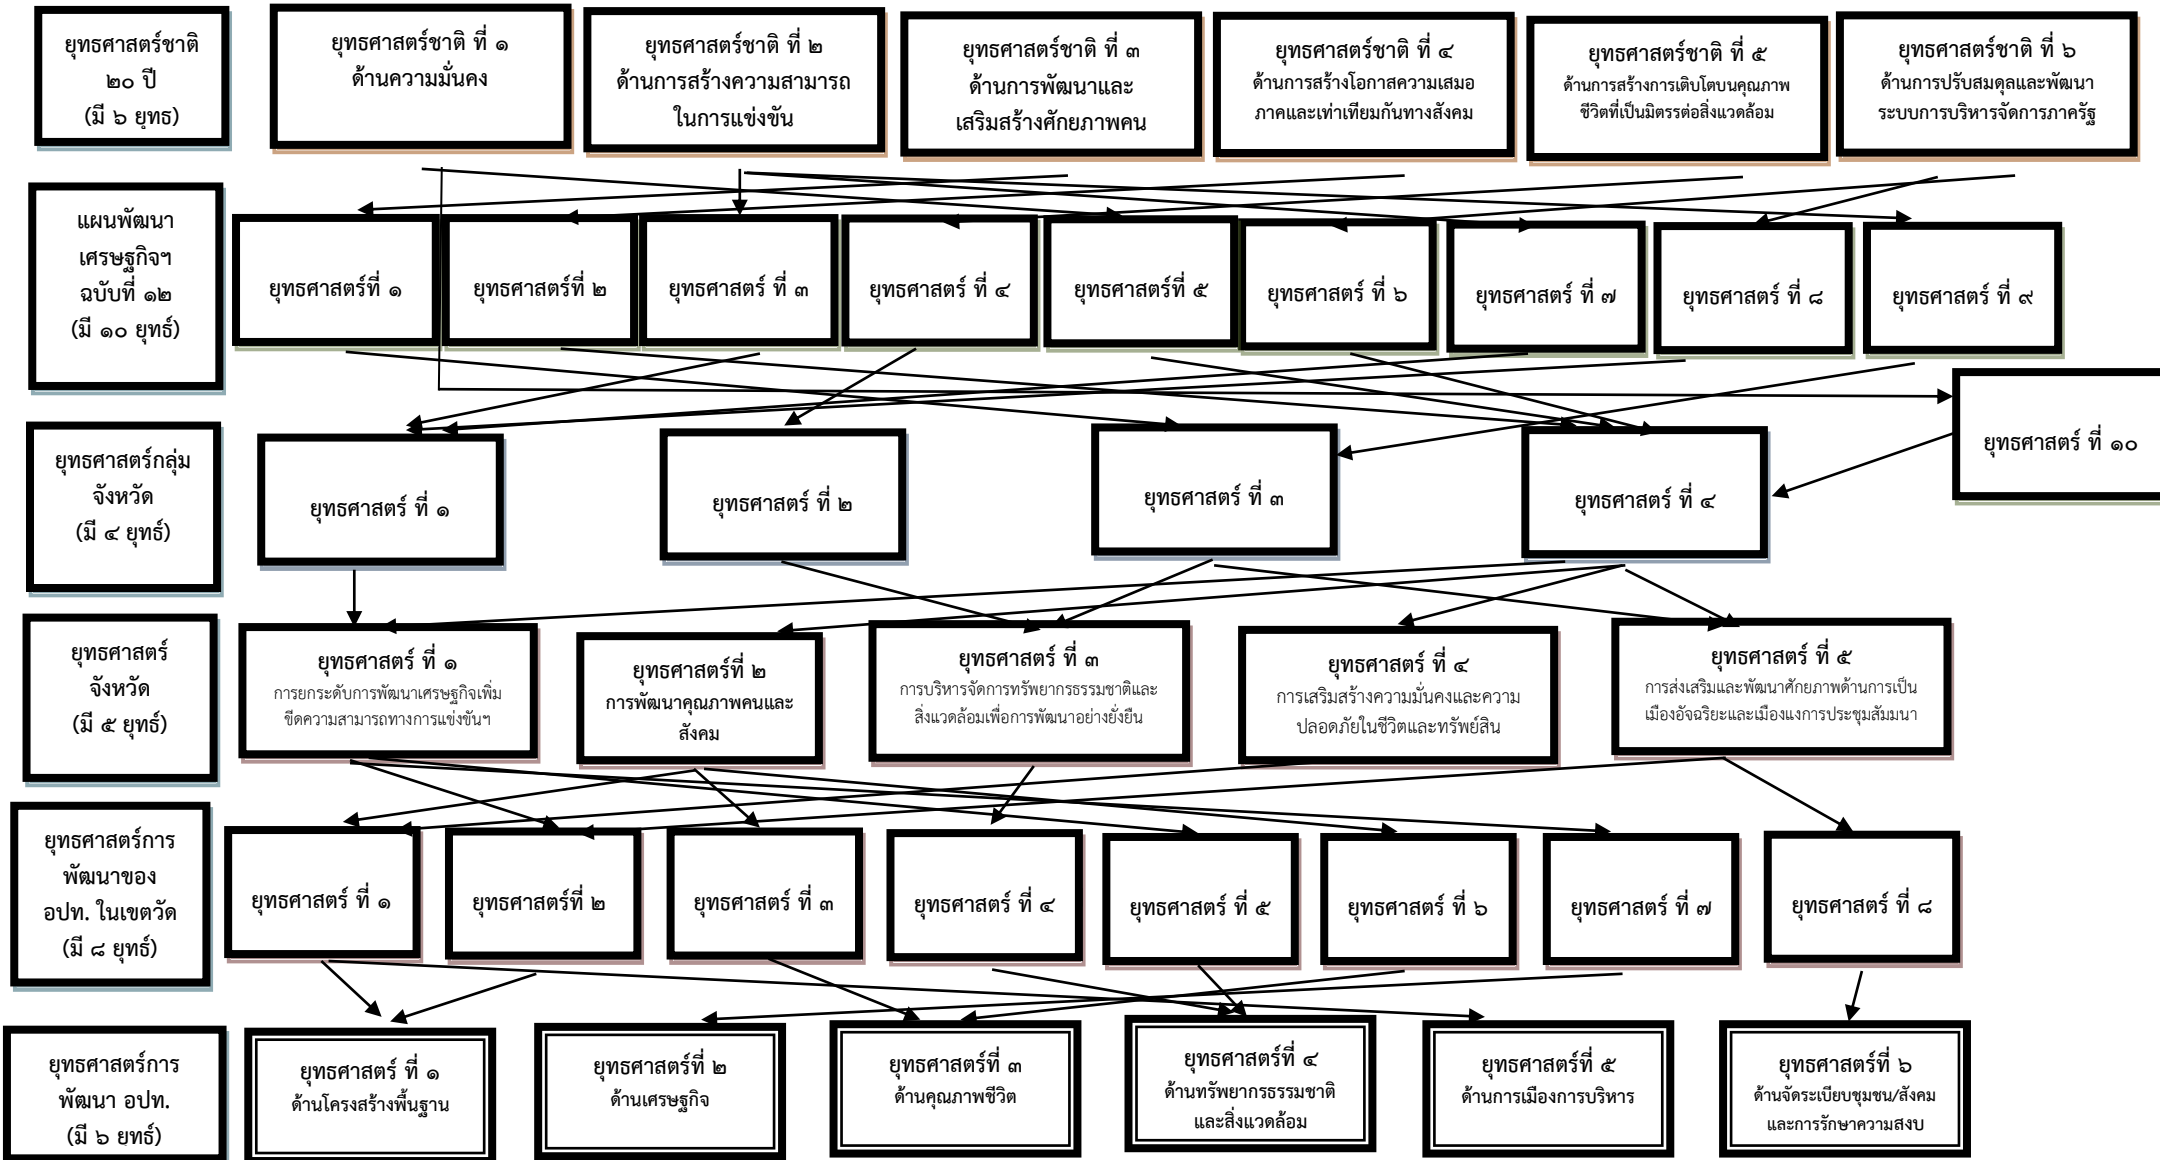 ยุทธศาสตร์ชาติ
๒๐ ปี
(มี ๖ ยุทธ)
ยุทธศาสตร์ชาติ ที่ ๑
ด้านความมั่นคง
ยุทธศาสตร์ชาติ ที่ ๒
ด้านการสร้างความสามารถ
ในการแข่งขัน
ยุทธศาสตร์ชาติ ที่ ๓
ด้านการพัฒนาและ
เสริมสร้างศักยภาพคน
ยุทธศาสตร์ชาติ ที่ ๔
ด้านการสร้างโอกาสความเสมอ
ภาคและเท่าเทียมกันทางสังคม
ยุทธศาสตร์ชาติ ที่ ๕
ด้านการสร้างการเติบโตบนคุณภาพ
ชีวิตที่เป็นมิตรรต่อสิ่งแวดล้อม
ยุทธศาสตร์ชาติ ที่ ๖
ด้านการปรับสมดุลและพัฒนา
ระบบการบริหารจัดการภาครัฐ
แผนพัฒนา
เศรษฐกิจฯ
ฉบับที่ ๑๒
(มี ๑๐ ยุทธ์)
ยุทธศาสตร์ที่ ๑
ยุทธศาสตร์ที่ ๒
ยุทธศาสตร์ ที่ ๓
ยุทธศาสตร์ ที่ ๔
ยุทธศาสตร์ที่ ๕
ยุทธศาสตร์ ที่ ๖
ยุทธศาสตร์ ที่ ๗
ยุทธศาสตร์ ที่ ๘
ยุทธศาสตร์ ที่ ๙
ยุทธศาสตร์ ที่ ๑๐
ยุทธศาสตร์กลุ่ม
จังหวัด
(มี ๔ ยุทธ์)
ยุทธศาสตร์ ที่ ๑
ยุทธศาสตร์ ที่ ๒
ยุทธศาสตร์ ที่ ๓
ยุทธศาสตร์ ที่ ๔
ยุทธศาสตร์
จังหวัด
(มี ๕ ยุทธ์)
ยุทธศาสตร์ ที่ ๑
การยกระดับการพัฒนาเศรษฐกิจเพิ่ม
ขีดความสามารถทางการแข่งขันฯ
ยุทธศาสตร์ที่ ๒
การพัฒนาคุณภาพคนและ
สังคม
ยุทธศาสตร์ ที่ ๓
การบริหารจัดการทรัพยากรธรรมชาติและ
สิ่งแวดล้อมเพื่อการพัฒนาอย่างยั่งยืน
ยุทธศาสตร์ ที่ ๔
การเสริมสร้างความมั่นคงและความ
ปลอดภัยในชีวิตและทรัพย์สิน
ยุทธศาสตร์ ที่ ๕
การส่งเสริมและพัฒนาศักยภาพด้านการเป็น
เมืองอัจฉริยะและเมืองแงการประชุมสัมมนา
ยุทธศาสตร์การ
พัฒนาของ
อปท. ในเขตวัด
(มี ๘ ยุทธ์)
ยุทธศาสตร์ ที่ ๑
ยุทธศาสตร์ที่ ๒
ยุทธศาสตร์ ที่ ๓
ยุทธศาสตร์ ที่ ๔
ยุทธศาสตร์ ที่ ๕
ยุทธศาสตร์ ที่ ๖
ยุทธศาสตร์ ที่ ๗
ยุทธศาสตร์ ที่ ๘
ยุทธศาสตร์การ
พัฒนา อปท.
(มี ๖ ยทธ์)
ยุทธศาสตร์ ที่ ๑
ด้านโครงสร้างพื้นฐาน
ยุทธศาสตร์ที่ ๒
ด้านเศรษฐกิจ
ยุทธศาสตร์ที่ ๓
ด้านคุณภาพชีวิต
ยุทธศาสตร์ที่ ๔
ด้านทรัพยากรธรรมชาติ
และสิ่งแวดล้อม
ยุทธศาสตร์ที่ ๕
ด้านการเมืองการบริหาร
ยุทธศาสตร์ที่ ๖
ด้านจัดระเบียบชุมชน/สังคม
และการรักษาความสงบ